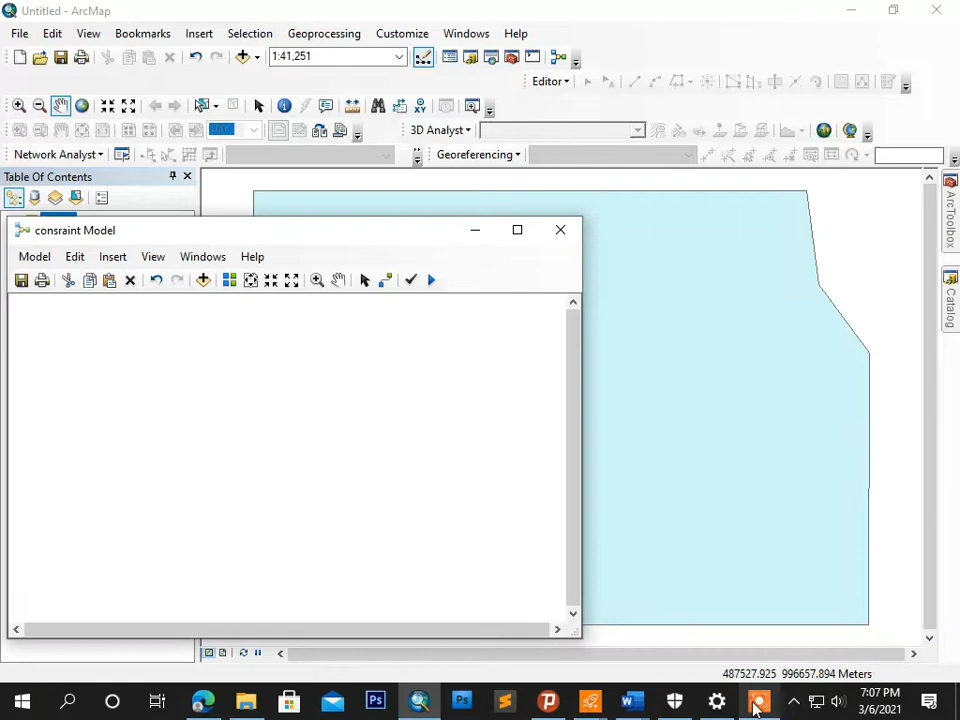 Untitled - ArcMap
File Edit View Bookmarks Insert Selection Geoprocessing Customize Windows Help
1:41,251
Editor
3D Analyst
Network Analyst
Georeferencing
Table Of Contents
ArcToolbox
Catalog
consraint Model
Model Edit Insert View Windows Help
487527.925 996657.894 Meters
7:07 PM
3/6/2021